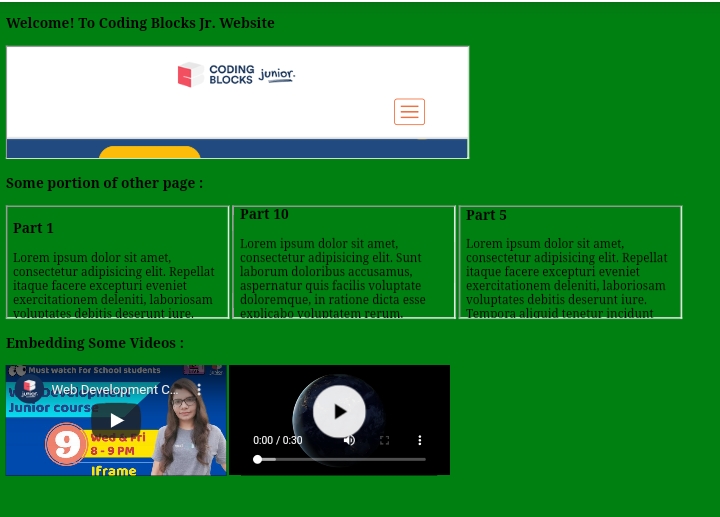 Welcome! To Coding Blocks Jr. Website
CODING
BLOCKS junior.
Some portion of other page :
Part 1
Lorem ipsum dolor sit amet,
consectetur adipisicing elit. Repellat
itaque facere excepturi eveniet
exercitationem deleniti, laboriosam
voluptates debitis deserunt iure.
Part 10
Lorem ipsum dolor sit amet,
consectetur adipisicing elit. Sunt
laborum doloribus accusamus,
aspernatur quis facilis voluptate
doloremque, in ratione dicta esse
explicabo voluptatem rerum.
Part 5
Lorem ipsum dolor sit amet,
consectetur adipisicing elit. Repellat
itaque facere excepturi eveniet
exercitationem deleniti, laboriosam
voluptates debitis deserunt iure.
Tempora aliquid tenetur incidunt
Embedding Some Videos :
Must watch for School students
Web Development C...
Junior course
9
Wed & Fri
8 - 9 PM
Iframe
0:00 / 0:30